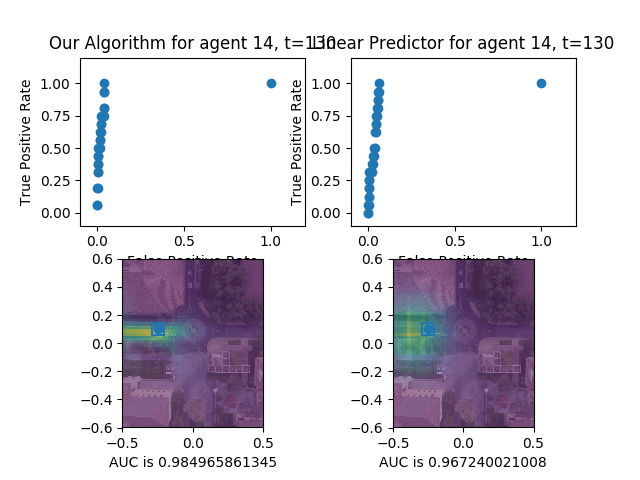 Our Algorithm for agent 14, t=130
Linear Predictor for agent 14, t=130
True Positive Rate
1.00
0.75
0.50
0.25
0.00
0.0 0.5 1.0
False Positive Rate
True Positive Rate
1.00
0.75
0.50
0.25
0.00
0.0 0.5 1.0
False Positive Rate
0.6
0.4
0.2
0.0
−0.2
−0.4
−0.6
−0.5 0.0 0.5
AUC is 0.984965861345
0.6
0.4
0.2
0.0
−0.2
−0.4
−0.6
−0.5 0.0 0.5
AUC is 0.967240021008